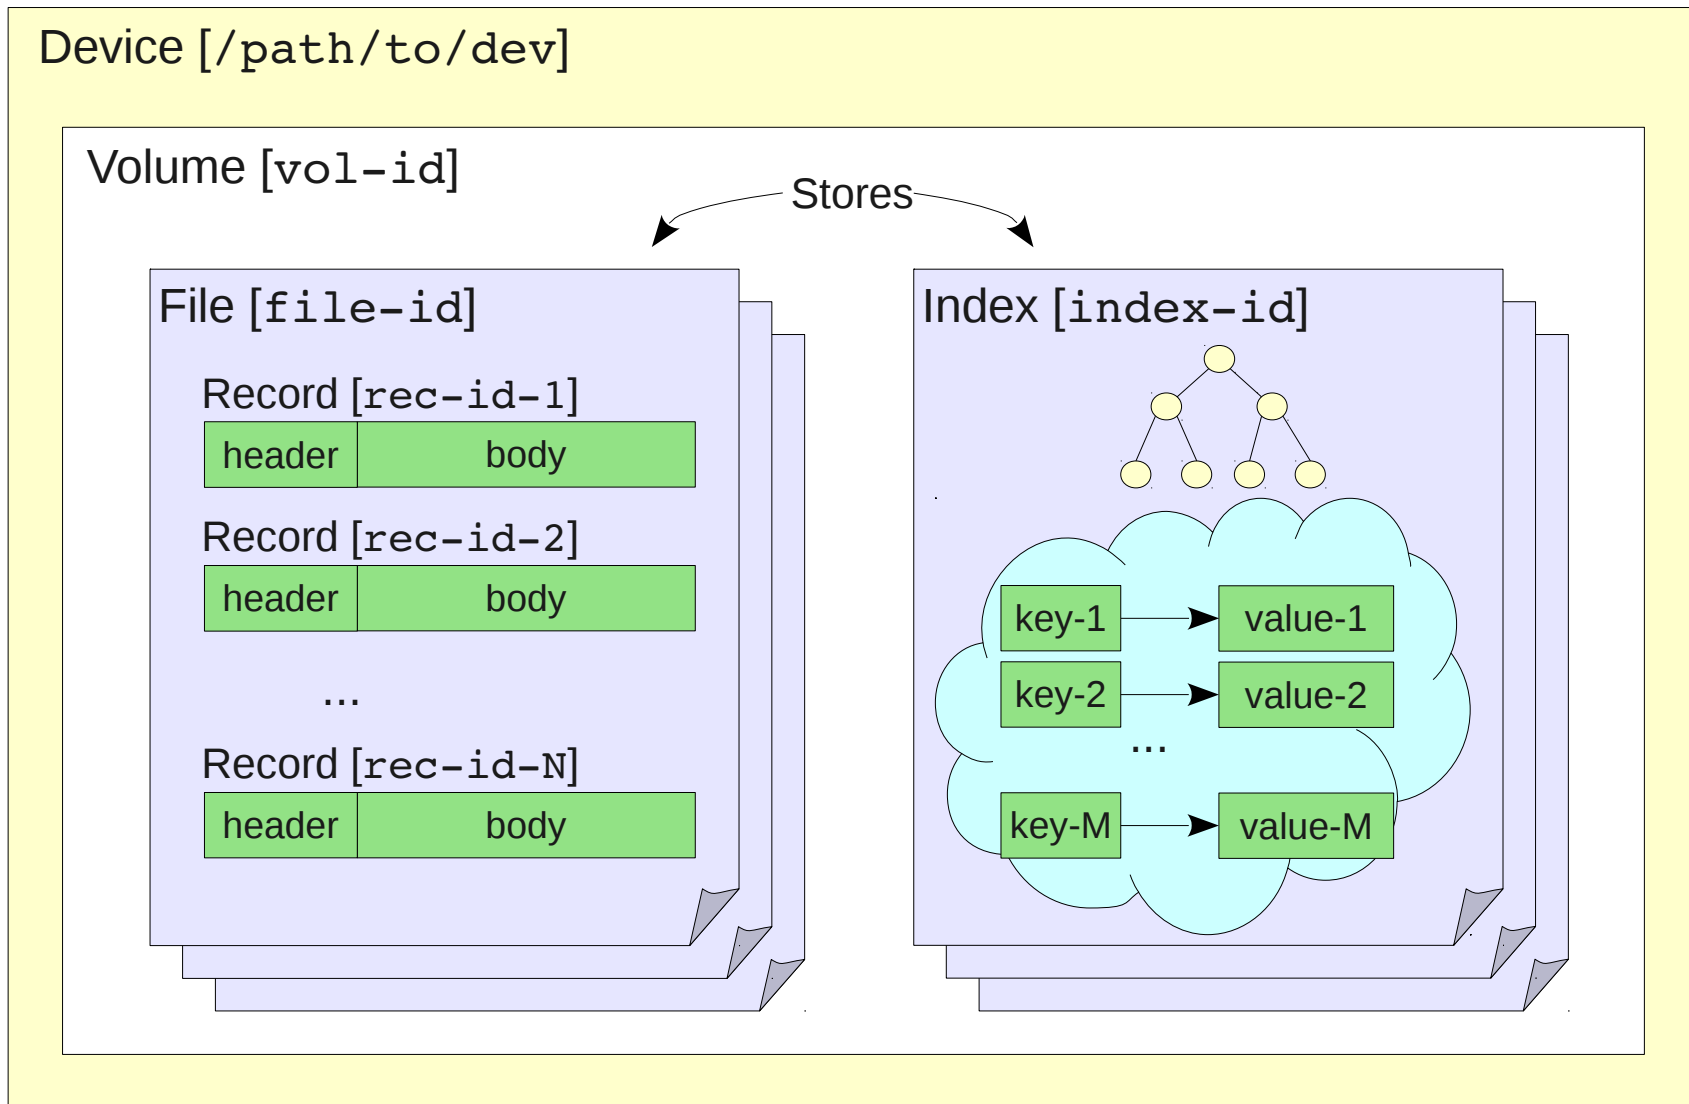 Device [/path/to/dev]
Volume [vol-id]
Stores
File [file-id]
Record [rec-id-1]
header body
Record [rec-id-2]
header body
...
Record [rec-id-N]
header body
Index [index-id]
key-1 value-1
key-2 value-2
...
key-M value-M